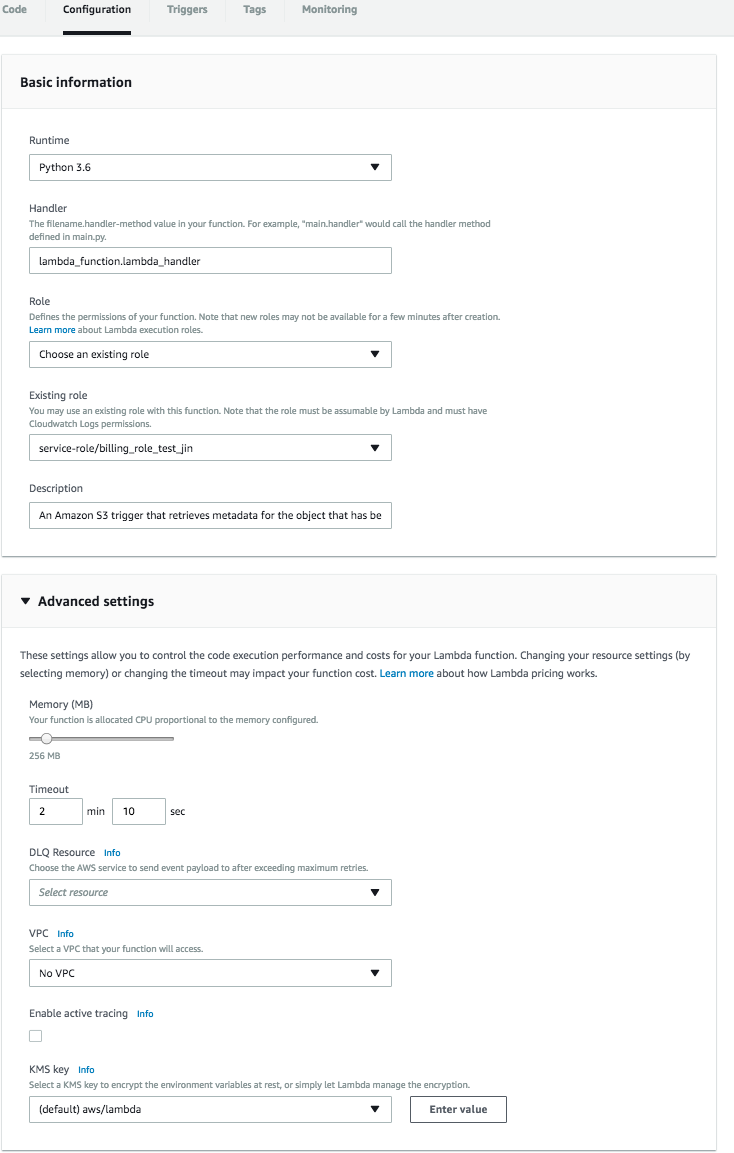 Code Configuration Triggers Tags Monitoring
Basic information
Runtime
Python 3.6
Handler
The filename.handler-method value in your function. For example, "main.handler" would call the handler method
defined in main.py.
lambda_function.lambda_handler
Role
Defines the permissions of your function. Note that new roles may not be available for a few minutes after creation.
Learn more about Lambda execution roles.
Choose an existing role
Existing role
You may use an existing role with this function. Note that the role must be assumable by Lambda and must have
Cloudwatch Logs permissions.
service-role/billing_role_test_jin
Description
An Amazon S3 trigger that retrieves metadata for the object that has be
Advanced settings
These settings allow you to control the code execution performance and costs for your Lambda function. Changing your resource settings (by
selecting memory) or changing the timeout may impact your function cost. Learn more about how Lambda pricing works.
Memory (MB)
Your function is allocated CPU proportional to the memory configured.
256 MB
Timeout
2 min 10 sec
DLQ Resource Info
Choose the AWS service to send event payload to after exceeding maximum retries.
Select resource
VPC Info
Select a VPC that your function will access.
No VPC
Enable active tracing Info
KMS key Info
Select a KMS key to encrypt the environment variables at rest, or simply let Lambda manage the encryption.
(default) aws/lambda Enter value